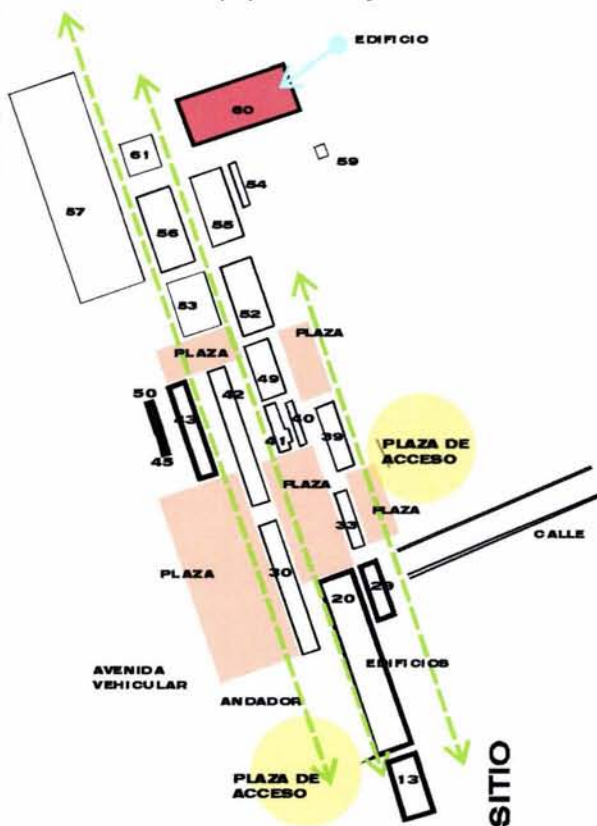 EDIFICIO
60
61
59
54
57
55
56
53
52
PLAZA
PLAZA
49
50
43
42
40
39
41
45
PLAZA DE
ACCESO
PLAZA
PLAZA
33
CALLE
PLAZA
30
29
20
EDIFICIOS
AVENIDA
VEHICULAR
ANDADOR
PLAZA DE
ACCESO
13
SITIO